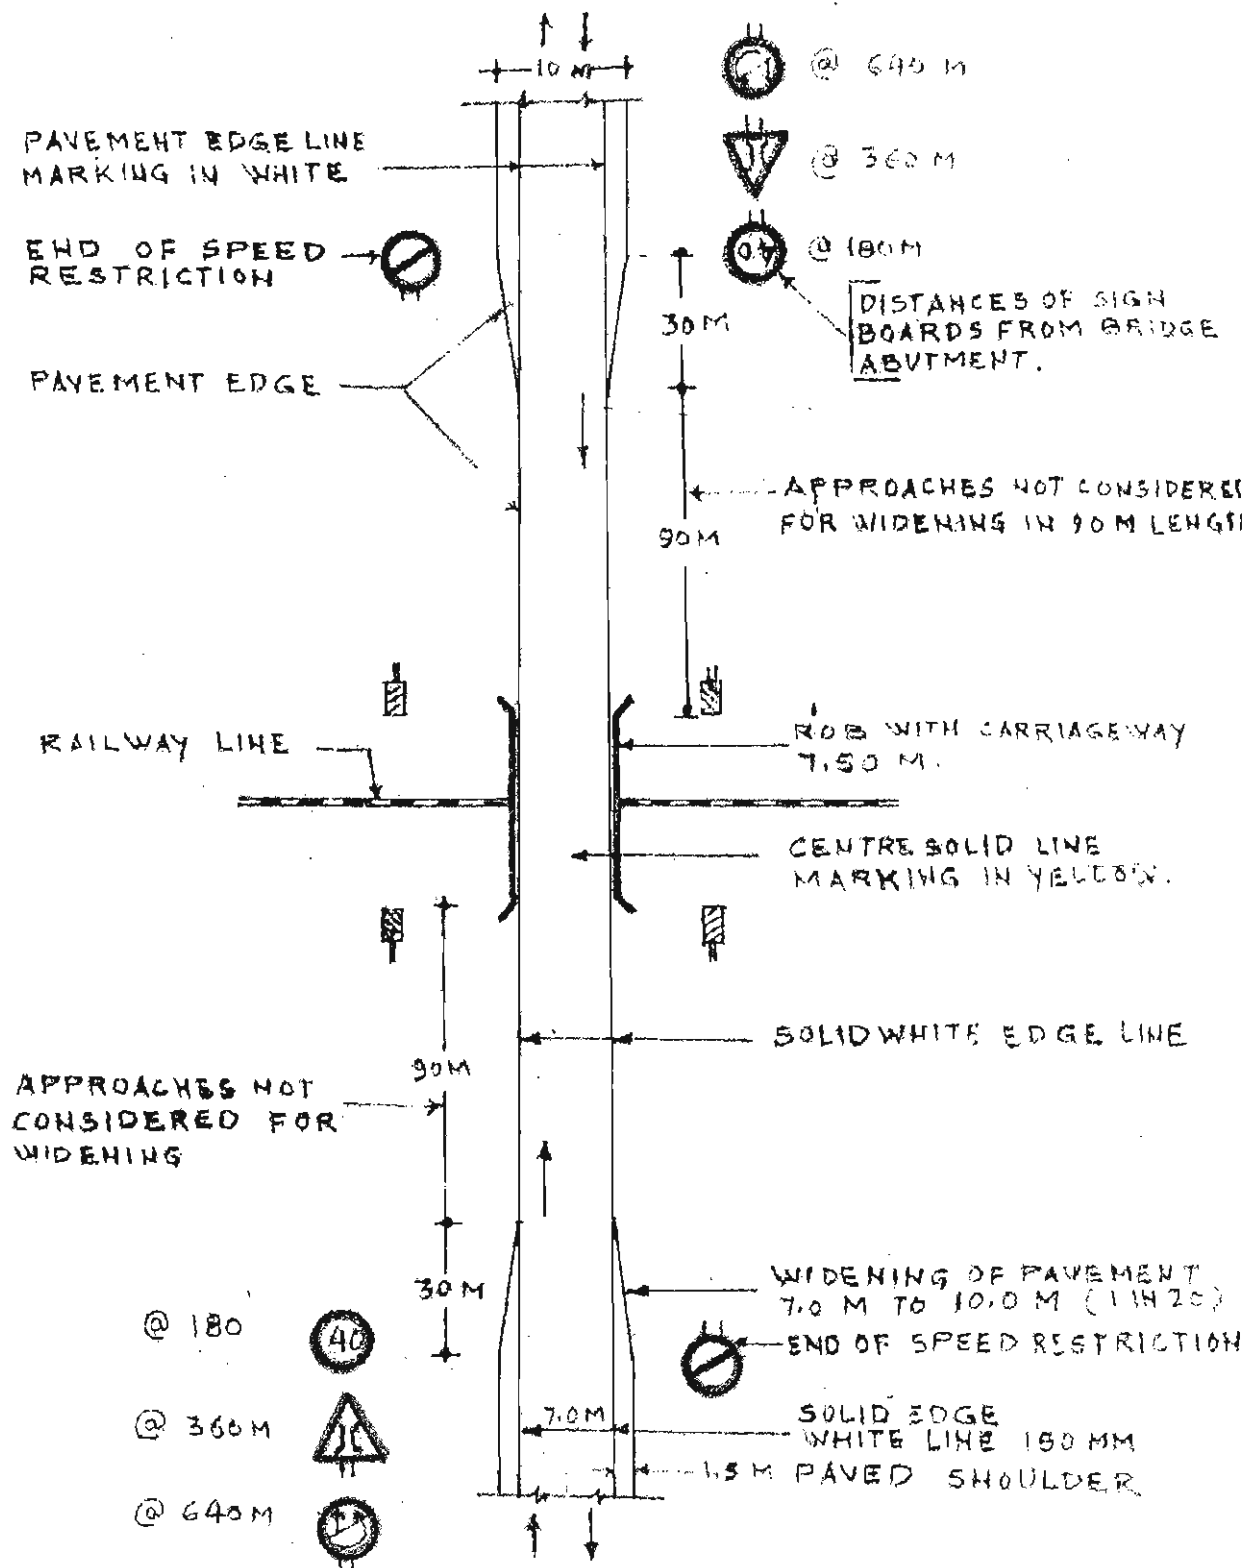 10 M
@ 640 M
PAVEMENT EDGE LINE
MARKING IN WHITE
@ 360 M
END OF SPEED
RESTRICTION
@ 180 M
30 M
DISTANCES OF SIGN
BOARDS FROM BRIDGE
ABUTMENT.
PAVEMENT EDGE
APPROACHES NOT CONSIDERED
FOR WIDENING IN 90 M LENGTH
90 M
RAILWAY LINE
ROB WITH CARRIAGEWAY
7.50 M.
CENTRE SOLID LINE
MARKING IN YELLOW.
SOLID WHITE EDGE LINE
90 M
APPROACHES NOT
CONSIDERED FOR
WIDENING
30 M
WIDENING OF PAVEMENT
7.0 M TO 10.0 M (1 IN 20)
@ 180
40
END OF SPEED RESTRICTION
@ 360 M
7.0 M
SOLID EDGE
WHITE LINE 150 MM
1.5 M PAVED SHOULDER
@ 640 M